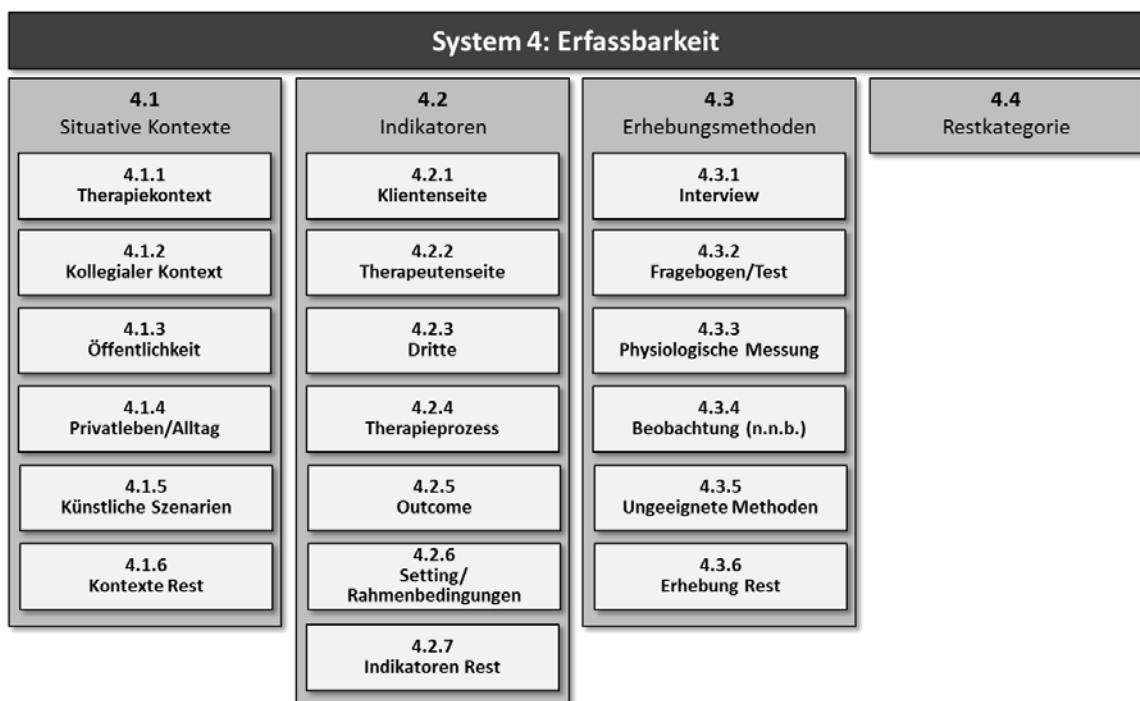 System 4: Erfassbarkeit
4.1
Situative Kontexte
4.1.1
Therapiekontext
4.1.2
Kollegialer Kontext
4.1.3
Öffentlichkeit
4.1.4
Privatleben/Alltag
4.1.5
Künstliche Szenarien
4.1.6
Kontexte Rest
4.2
Indikatoren
4.2.1
Klientenseite
4.2.2
Therapeutenseite
4.2.3
Dritte
4.2.4
Therapieprozess
4.2.5
Outcome
4.2.6
Setting/
Rahmenbedingungen
4.2.7
Indikatoren Rest
4.3
Erhebungsmethoden
4.3.1
Interview
4.3.2
Fragebogen/Test
4.3.3
Physiologische Messung
4.3.4
Beobachtung (n.n.b.)
4.3.5
Ungeeignete Methoden
4.3.6
Erhebung Rest
4.4
Restkategorie